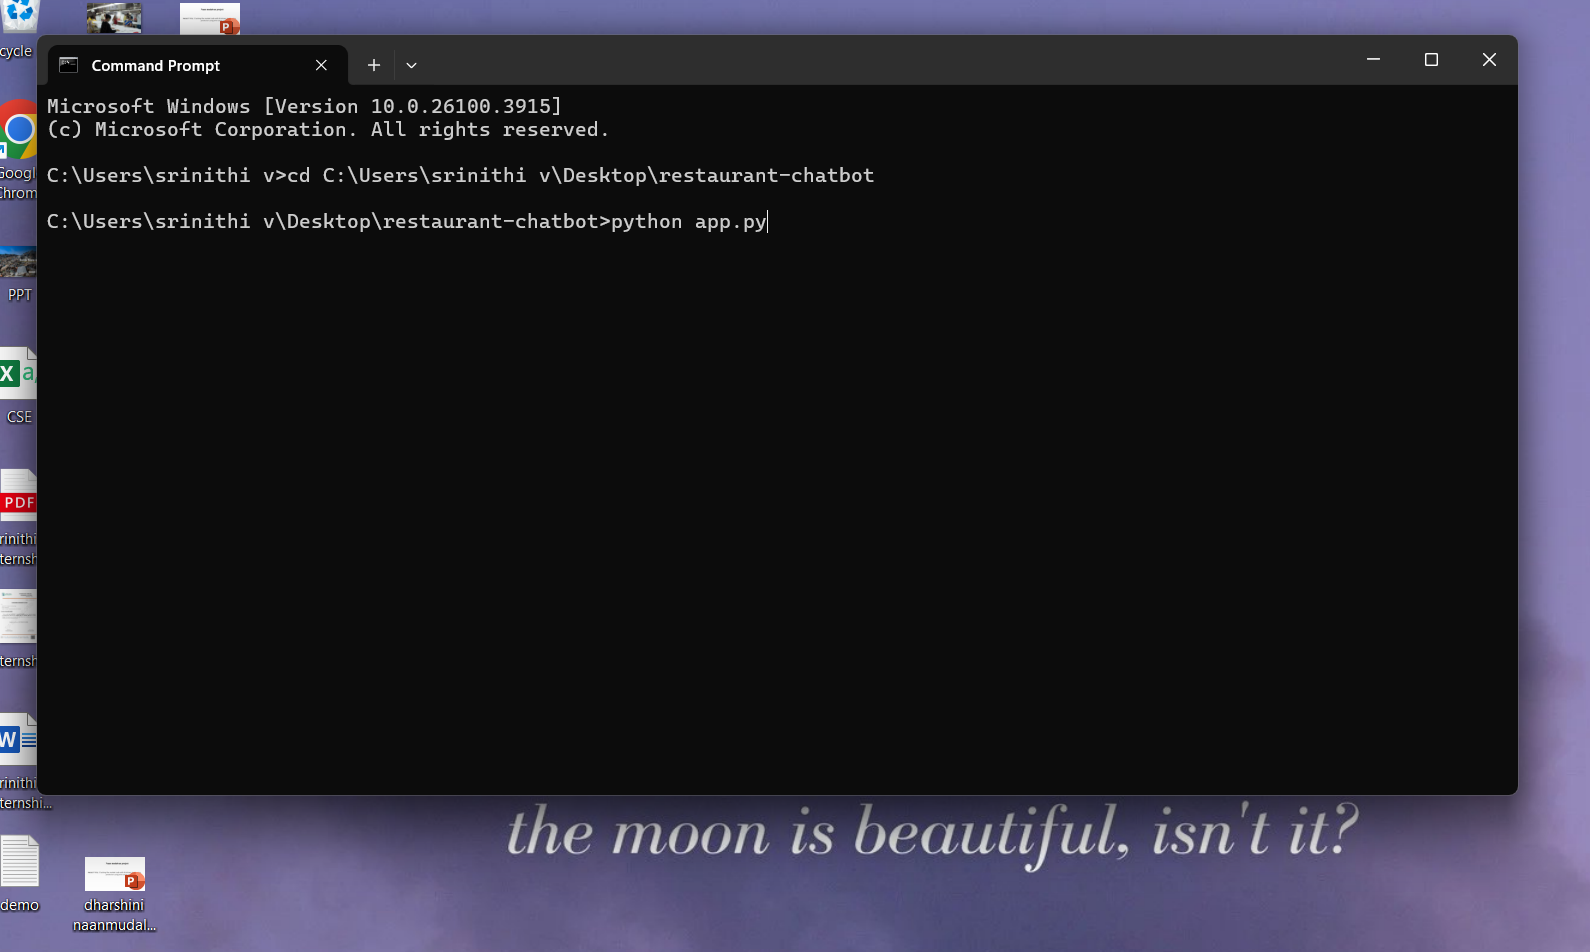 cycle
Command Prompt
Microsoft Windows [Version 10.0.26100.3915]
(c) Microsoft Corporation. All rights reserved.
C:\Users\srinithi v>cd C:\Users\srinithi v\Desktop\restaurant-chatbot
C:\Users\srinithi v\Desktop\restaurant-chatbot>python app.py
Googl
Chrom
PPT
X a,
CSE
PDF
rinithi
ternsh
ternsh
W
rinithi
ternshi...
demo
P
P
dharshini
naanmudal...
the moon is beautiful, isn't it?